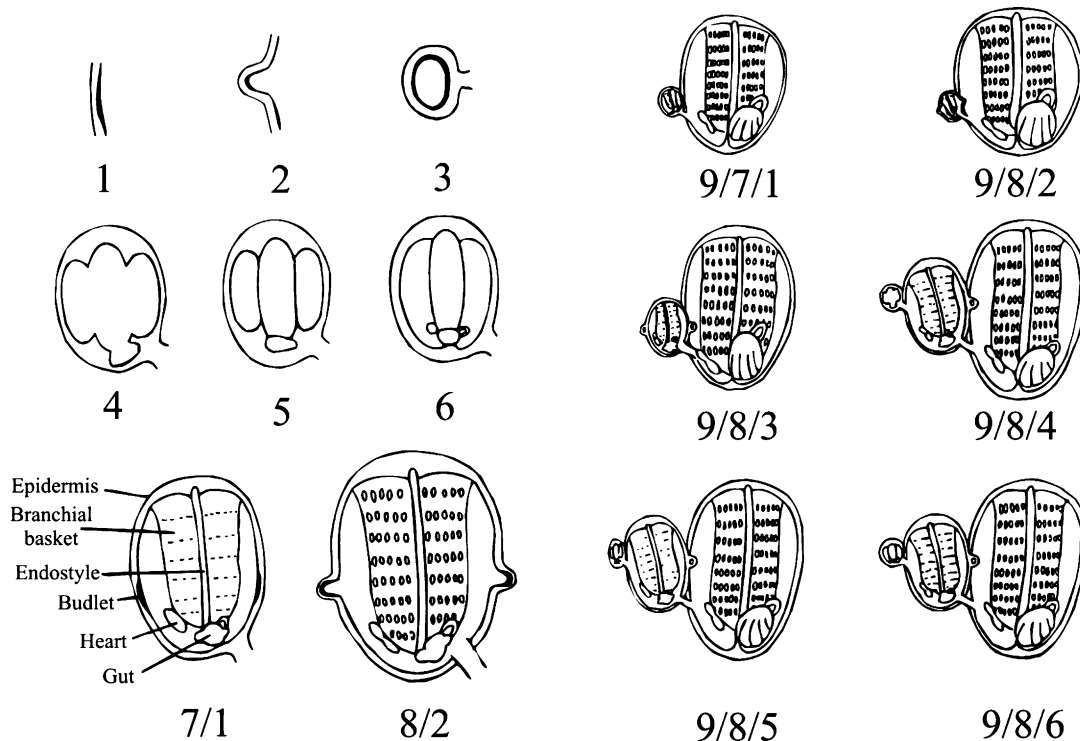 1
2
3
9/7/1
9/8/2
4
5
6
9/8/3
9/8/4
Epidermis
Branchial
basket
Endostyle
Budlet
Heart
Gut
7/1
8/2
9/8/5
9/8/6